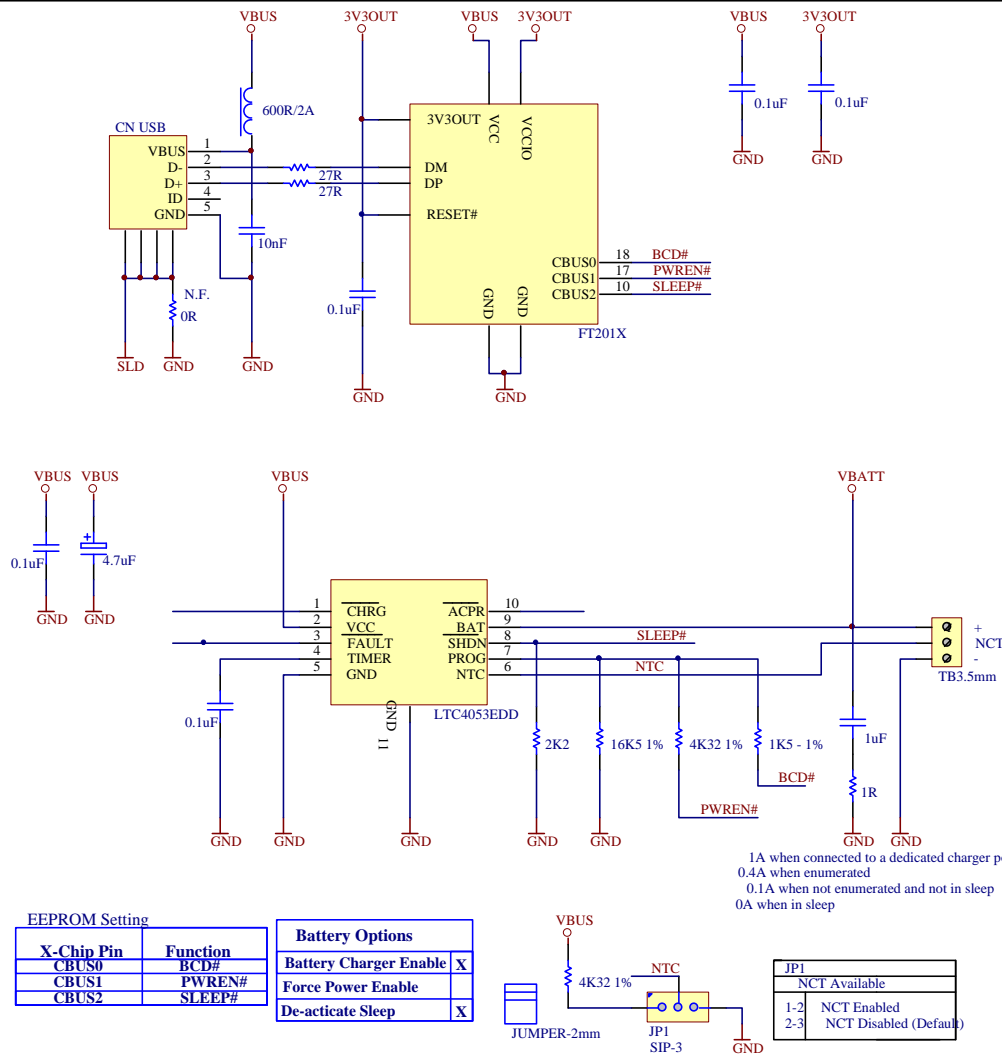 VBUS 3V3OUT VBUS 3V3OUT VBUS 3V3OUT
600R/2A
0.1uF 0.1uF
GND GND
CN USB
VBUS 1
D- 2
D+ 3
ID 4
GND 5
27R
27R
10nF
N.F.
0R
SLD GND GND
0.1uF
GND
3V3OUT
VCC
VCCIO
DM
DP
RESET#
CBUS0 18 BCD#
CBUS1 17 PWREN#
CBUS2 10 SLEEP#
GND GND
FT201X
GND
VBUS VBUS VBUS VBATT
0.1uF 4.7uF
GND GND
1 CHRG
2 VCC
3 FAULT
4 TIMER
5 GND
GND 11
ACPR 10
BAT 9
SHDN 8 SLEEP#
PROG 7
NTC 6 NTC
LTC4053EDD
+
NCT
-
TB3.5mm
0.1uF
2K2 16K5 1% 4K32 1% 1K5 - 1%
1uF
BCD#
1R
PWREN#
GND GND GND GND GND GND GND
1A when connected to a dedicated charger p
0.4A when enumerated
0.1A when not enumerated and not in sleep
0A when in sleep
EEPROM Setting
X-Chip Pin Function
CBUS0 BCD#
CBUS1 PWREN#
CBUS2 SLEEP#
Battery Options
Battery Charger Enable X
Force Power Enable
De-acticate Sleep X
VBUS
4K32 1%
NTC
JUMPER-2mm
JP1
SIP-3
GND
JP1
NCT Available
1-2 NCT Enabled
2-3 NCT Disabled (Default)